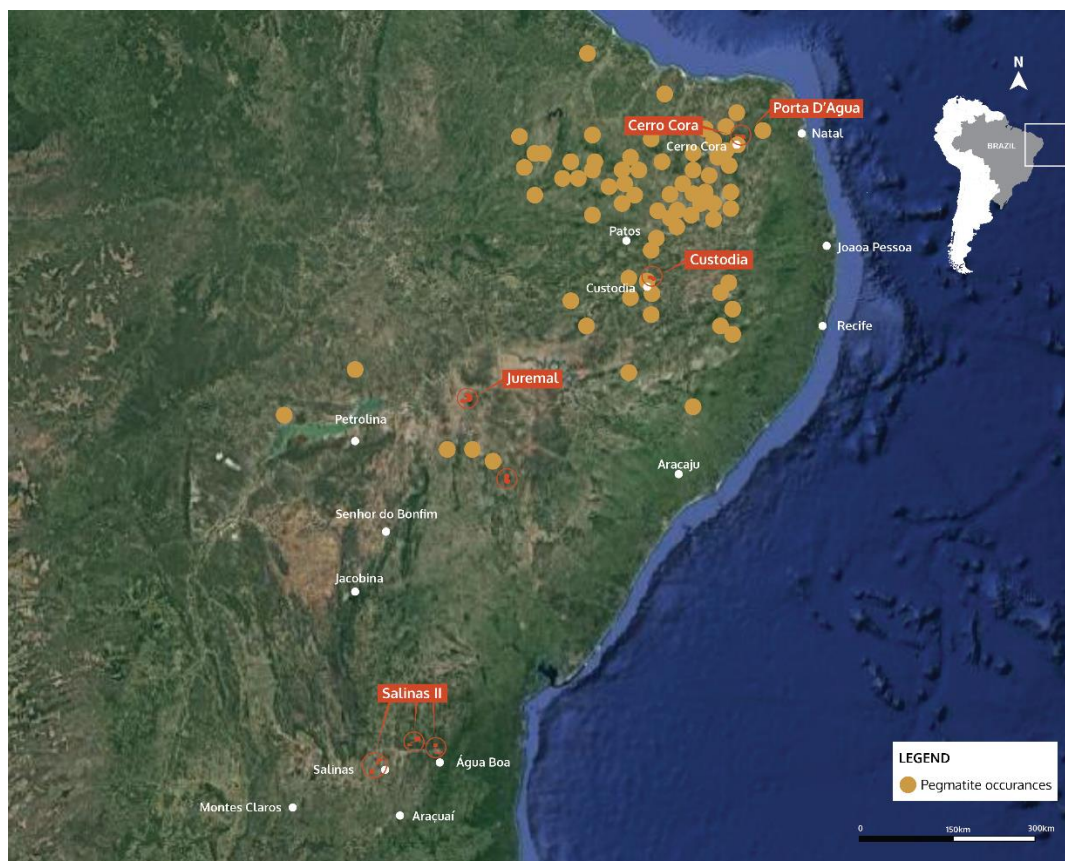 N
Porta D'Agua
Cerro Cora
Natal
Cerro Cora
BRAZIL
Patos
Joaoa Pessoa
Custodia
Custodia
Recife
Juremal
Petrolina
Aracaju
Senhor do Bonfim
Jacobina
Salinas II
Salinas
Água Boa
Montes Claros
Araçuaí
LEGEND
Pegmatite occurances
0 150km 300km